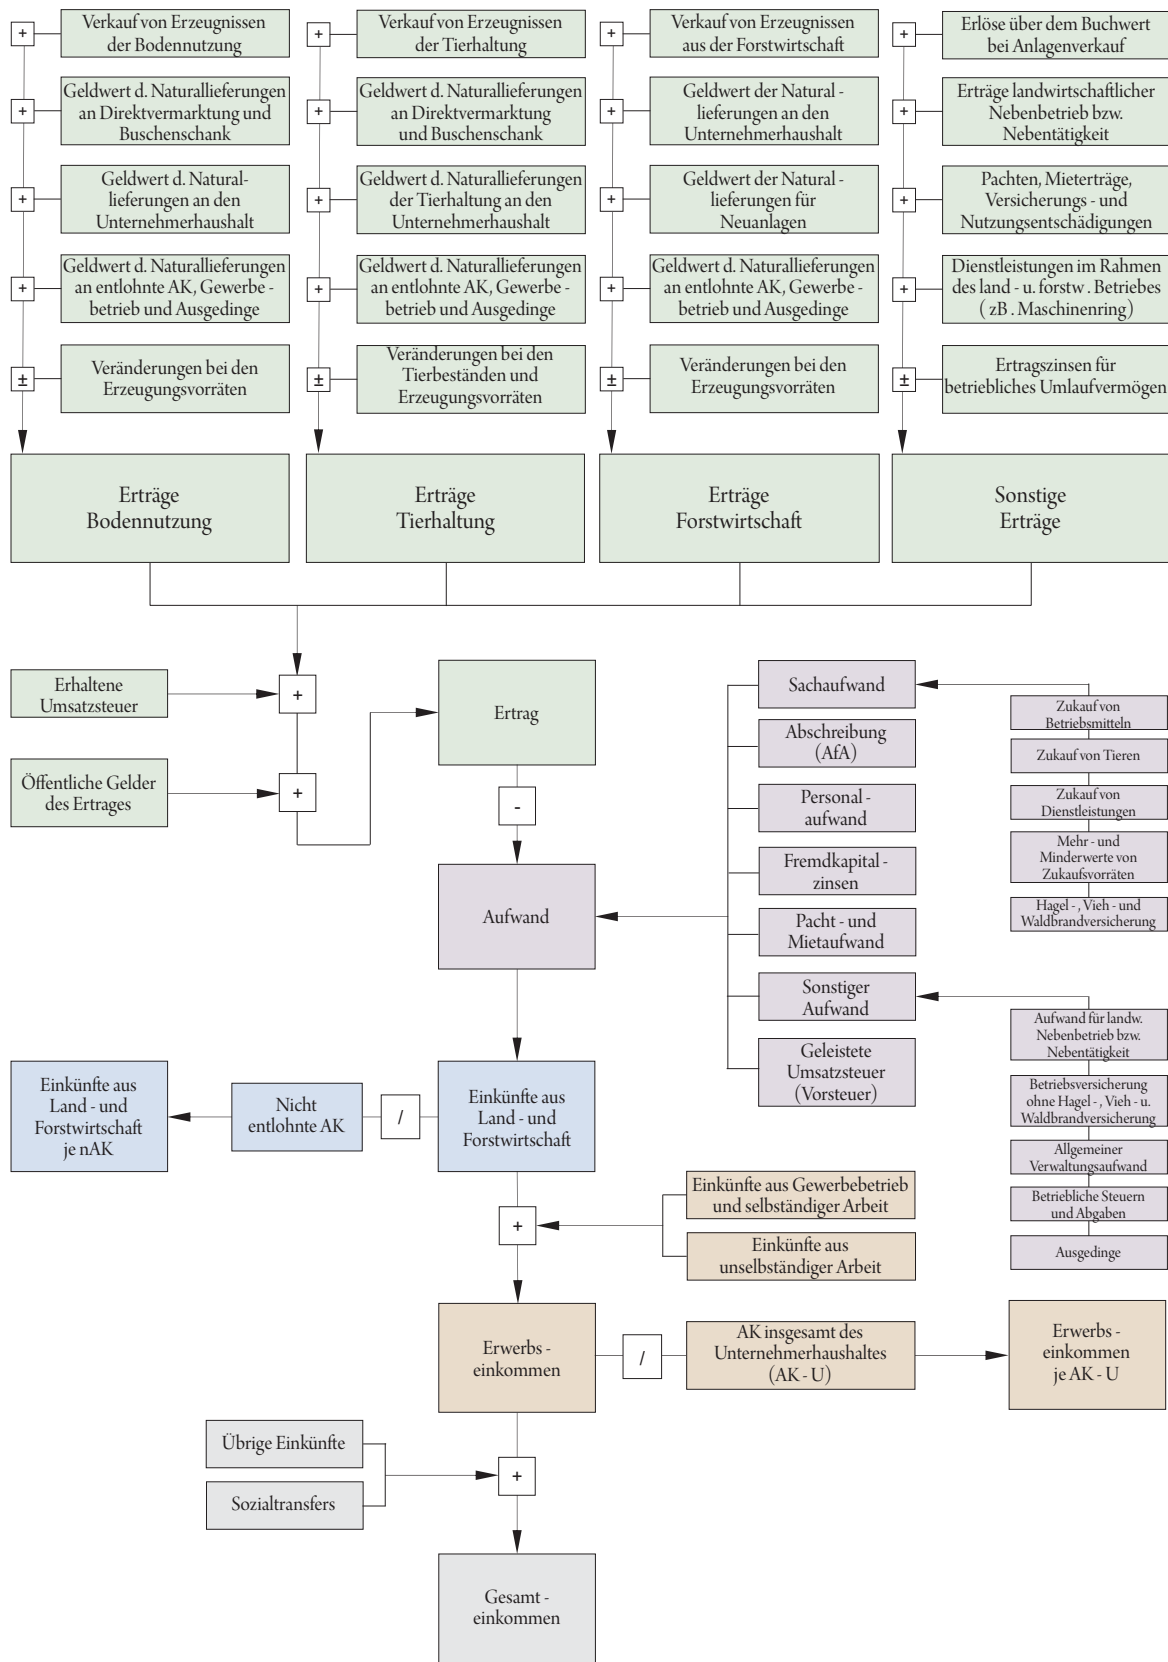 +
Verkauf von Erzeugnissen
der Bodennutzung
+
Geldwert d. Naturallieferungen
an Direktvermarktung und
Buschenschank
+
Geldwert d. Natural-
lieferungen an den
Unternehmerhaushalt
+
Geldwert d. Naturallieferungen
an entlohnte AK, Gewerbe -
betrieb und Ausgedinge
±
Veränderungen bei den
Erzeugungsvorräten
Erträge
Bodennutzung
+
Verkauf von Erzeugnissen
der Tierhaltung
+
Geldwert d. Naturallieferungen
an Direktvermarktung
und Buschenschank
+
Geldwert d. Naturallieferungen
der Tierhaltung an den
Unternehmerhaushalt
+
Geldwert d. Naturallieferungen
an entlohnte AK, Gewerbe -
betrieb und Ausgedinge
±
Veränderungen bei den
Tierbeständen und
Erzeugungsvorräten
Erträge
Tierhaltung
+
Verkauf von Erzeugnissen
aus der Forstwirtschaft
+
Geldwert der Natural -
lieferungen an den
Unternehmerhaushalt
+
Geldwert der Natural -
lieferungen für
Neuanlagen
+
Geldwert d. Naturallieferungen
an entlohnte AK, Gewerbe -
betrieb und Ausgedinge
±
Veränderungen bei den
Erzeugungsvorräten
Erträge
Forstwirtschaft
+
Erlöse über dem Buchwert
bei Anlagenverkauf
+
Erträge landwirtschaftlicher
Nebenbetrieb bzw.
Nebentätigkeit
+
Pachten, Mieterträge,
Versicherungs - und
Nutzungsentschädigungen
+
Dienstleistungen im Rahmen
des land - u. forstw . Betriebes
( zB . Maschinenring)
±
Ertragszinsen für
betriebliches Umlaufvermögen
Sonstige
Erträge
Erhaltene
Umsatzsteuer
+
Öffentliche Gelder
des Ertrages
+
Ertrag
-
Aufwand
Sachaufwand
Abschreibung
(AfA)
Personal -
aufwand
Fremdkapital -
zinsen
Pacht - und
Mietaufwand
Sonstiger
Aufwand
Geleistete
Umsatzsteuer
(Vorsteuer)
Zukauf von
Betriebsmitteln
Zukauf von Tieren
Zukauf von
Dienstleistungen
Mehr - und
Minderwerte von
Zukaufsvorräten
Hagel - , Vieh - und
Waldbrandversicherung
Aufwand für landw.
Nebenbetrieb bzw.
Nebentätigkeit
Betriebsversicherung
ohne Hagel - , Vieh - u.
Waldbrandversicherung
Allgemeiner
Verwaltungsaufwand
Betriebliche Steuern
und Abgaben
Ausgedinge
Einkünfte aus
Land - und
Forstwirtschaft
je nAK
Nicht
entlohnte AK
/
Einkünfte aus
Land - und
Forstwirtschaft
+
Einkünfte aus Gewerbebetrieb
und selbständiger Arbeit
Einkünfte aus
unselbständiger Arbeit
Erwerbs -
einkommen
/
AK insgesamt des
Unternehmerhaushaltes
(AK - U)
Erwerbs -
einkommen
je AK - U
Übrige Einkünfte
Sozialtransfers
+
Gesamt -
einkommen